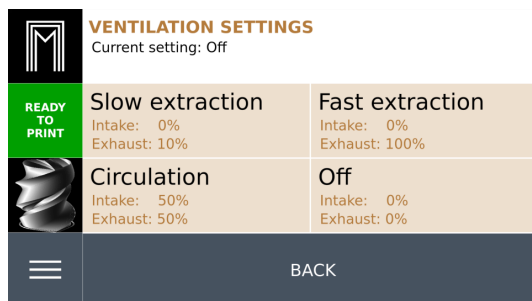 VENTILATION SETTINGS
Current setting: Off
READY
TO
PRINT
Slow extraction
Intake: 0%
Exhaust: 10%
Fast extraction
Intake: 0%
Exhaust: 100%
Circulation
Intake: 50%
Exhaust: 50%
Off
Intake: 0%
Exhaust: 0%
BACK